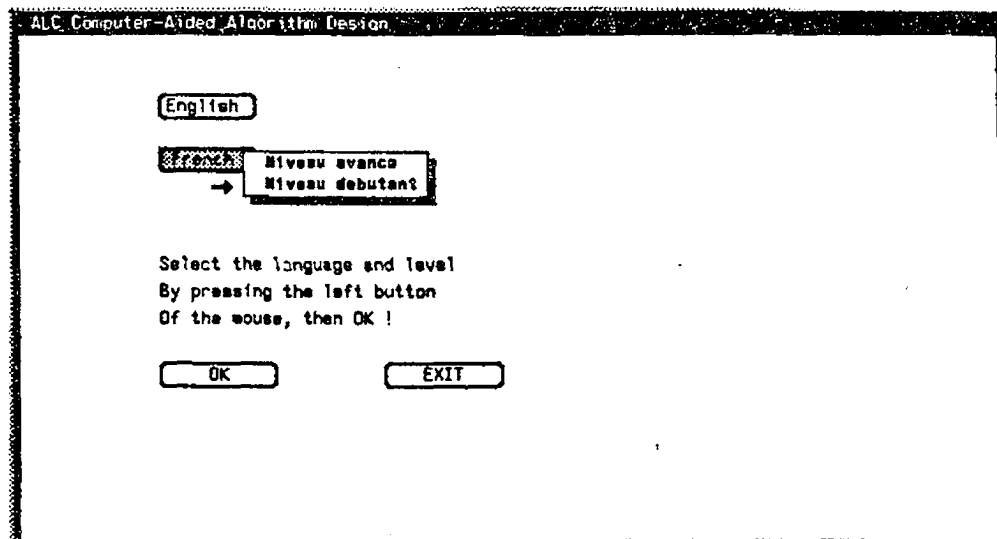 ALC Computer-Aided Algorithm Design
English
French
Niveau avance
Niveau debutant
Select the language and level
By pressing the left button
Of the mouse, then OK !
OK
EXIT